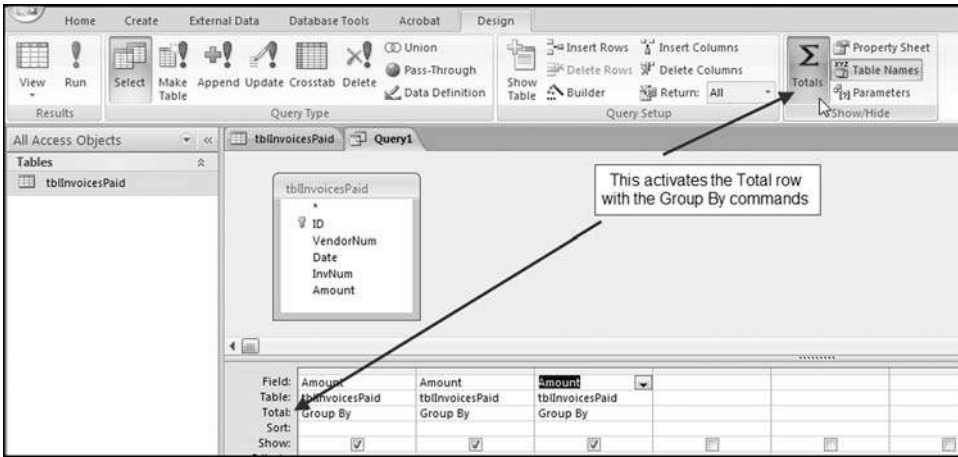 Home Create External Data Database Tools Acrobat Design
View Run Select Make Table Append Update Crosstab Delete
Union
Pass-Through
Data Definition
Show Table
Insert Rows
Delete Rows
Builder
Insert Columns
Delete Columns
Return: All
Totals
Property Sheet
Table Names
Parameters
Results Query Type Query Setup Show/Hide
All Access Objects
Tables
tblInvoicesPaid
tblInvoicesPaid Query1
tblInvoicesPaid
*
ID
VendorNum
Date
InvNum
Amount
This activates the Total row
with the Group By commands
Field: Amount Amount Amount
Table: tblInvoicesPaid tblInvoicesPaid tblInvoicesPaid
Total: Group By Group By Group By
Sort:
Show: